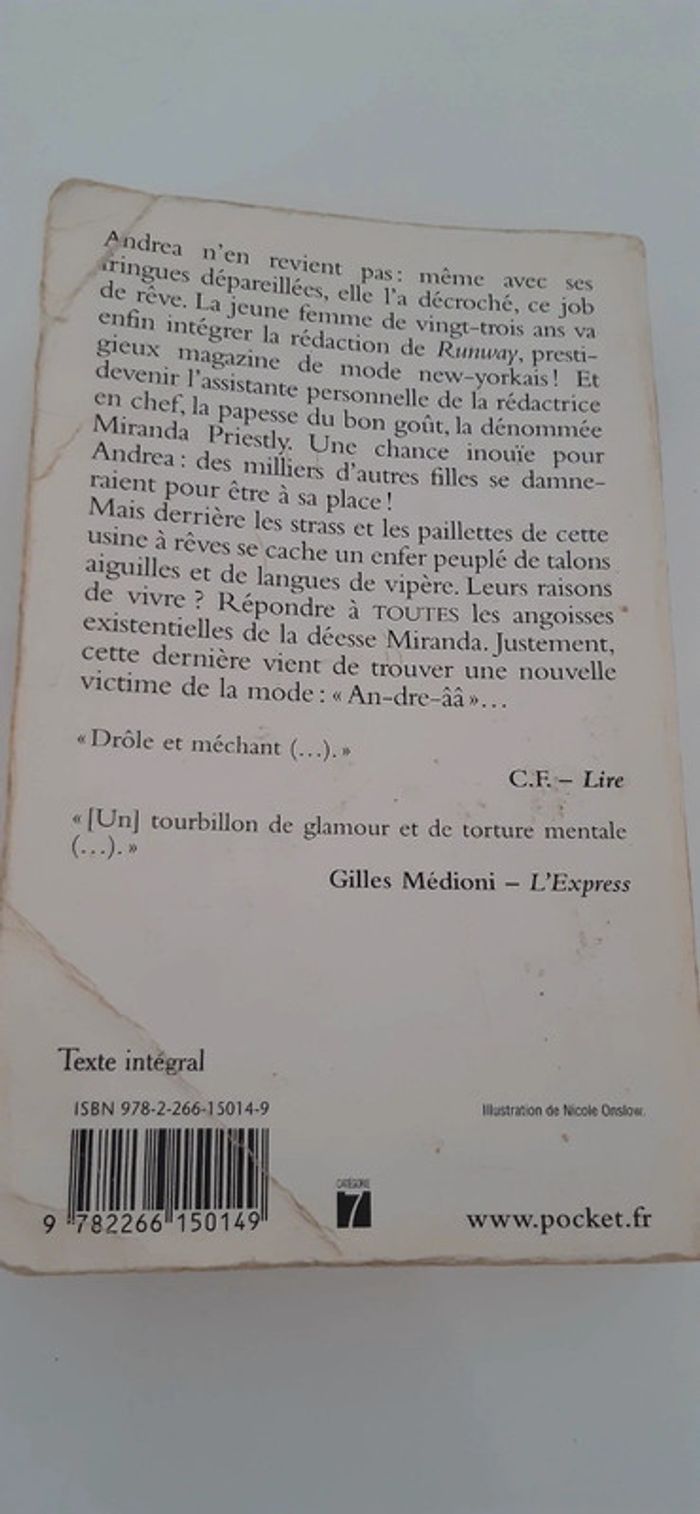 Andrea n'en revient pas : même avec ses
fringues dépareillées, elle l'a décroché, ce job
de rêve. La jeune femme de vingt-trois ans va
enfin intégrer la rédaction de Runway, presti-
gieux magazine de mode new-yorkais ! Et
devenir l'assistante personnelle de la rédactrice
en chef, la papesse du bon goût, la dénommée
Miranda Priestly. Une chance inouïe pour
Andrea : des milliers d'autres filles se damne-
raient pour être à sa place !
Mais derrière les strass et les paillettes de cette
usine à rêves se cache un enfer peuplé de talons
aiguilles et de langues de vipère. Leurs raisons
de vivre ? Répondre à TOUTES les angoisses
existentielles de la déesse Miranda. Justement,
cette dernière vient de trouver une nouvelle
victime de la mode : « An-dre-ââ »...
« Drôle et méchant (...). »
C.F. – Lire
« [Un] tourbillon de glamour et de torture mentale
(...). »
Gilles Médioni – L'Express
Texte intégral
ISBN 978-2-266-15014-9
Illustration de Nicole Onslow.
9 782266 150149
CATÉGORIE
7
www.pocket.fr